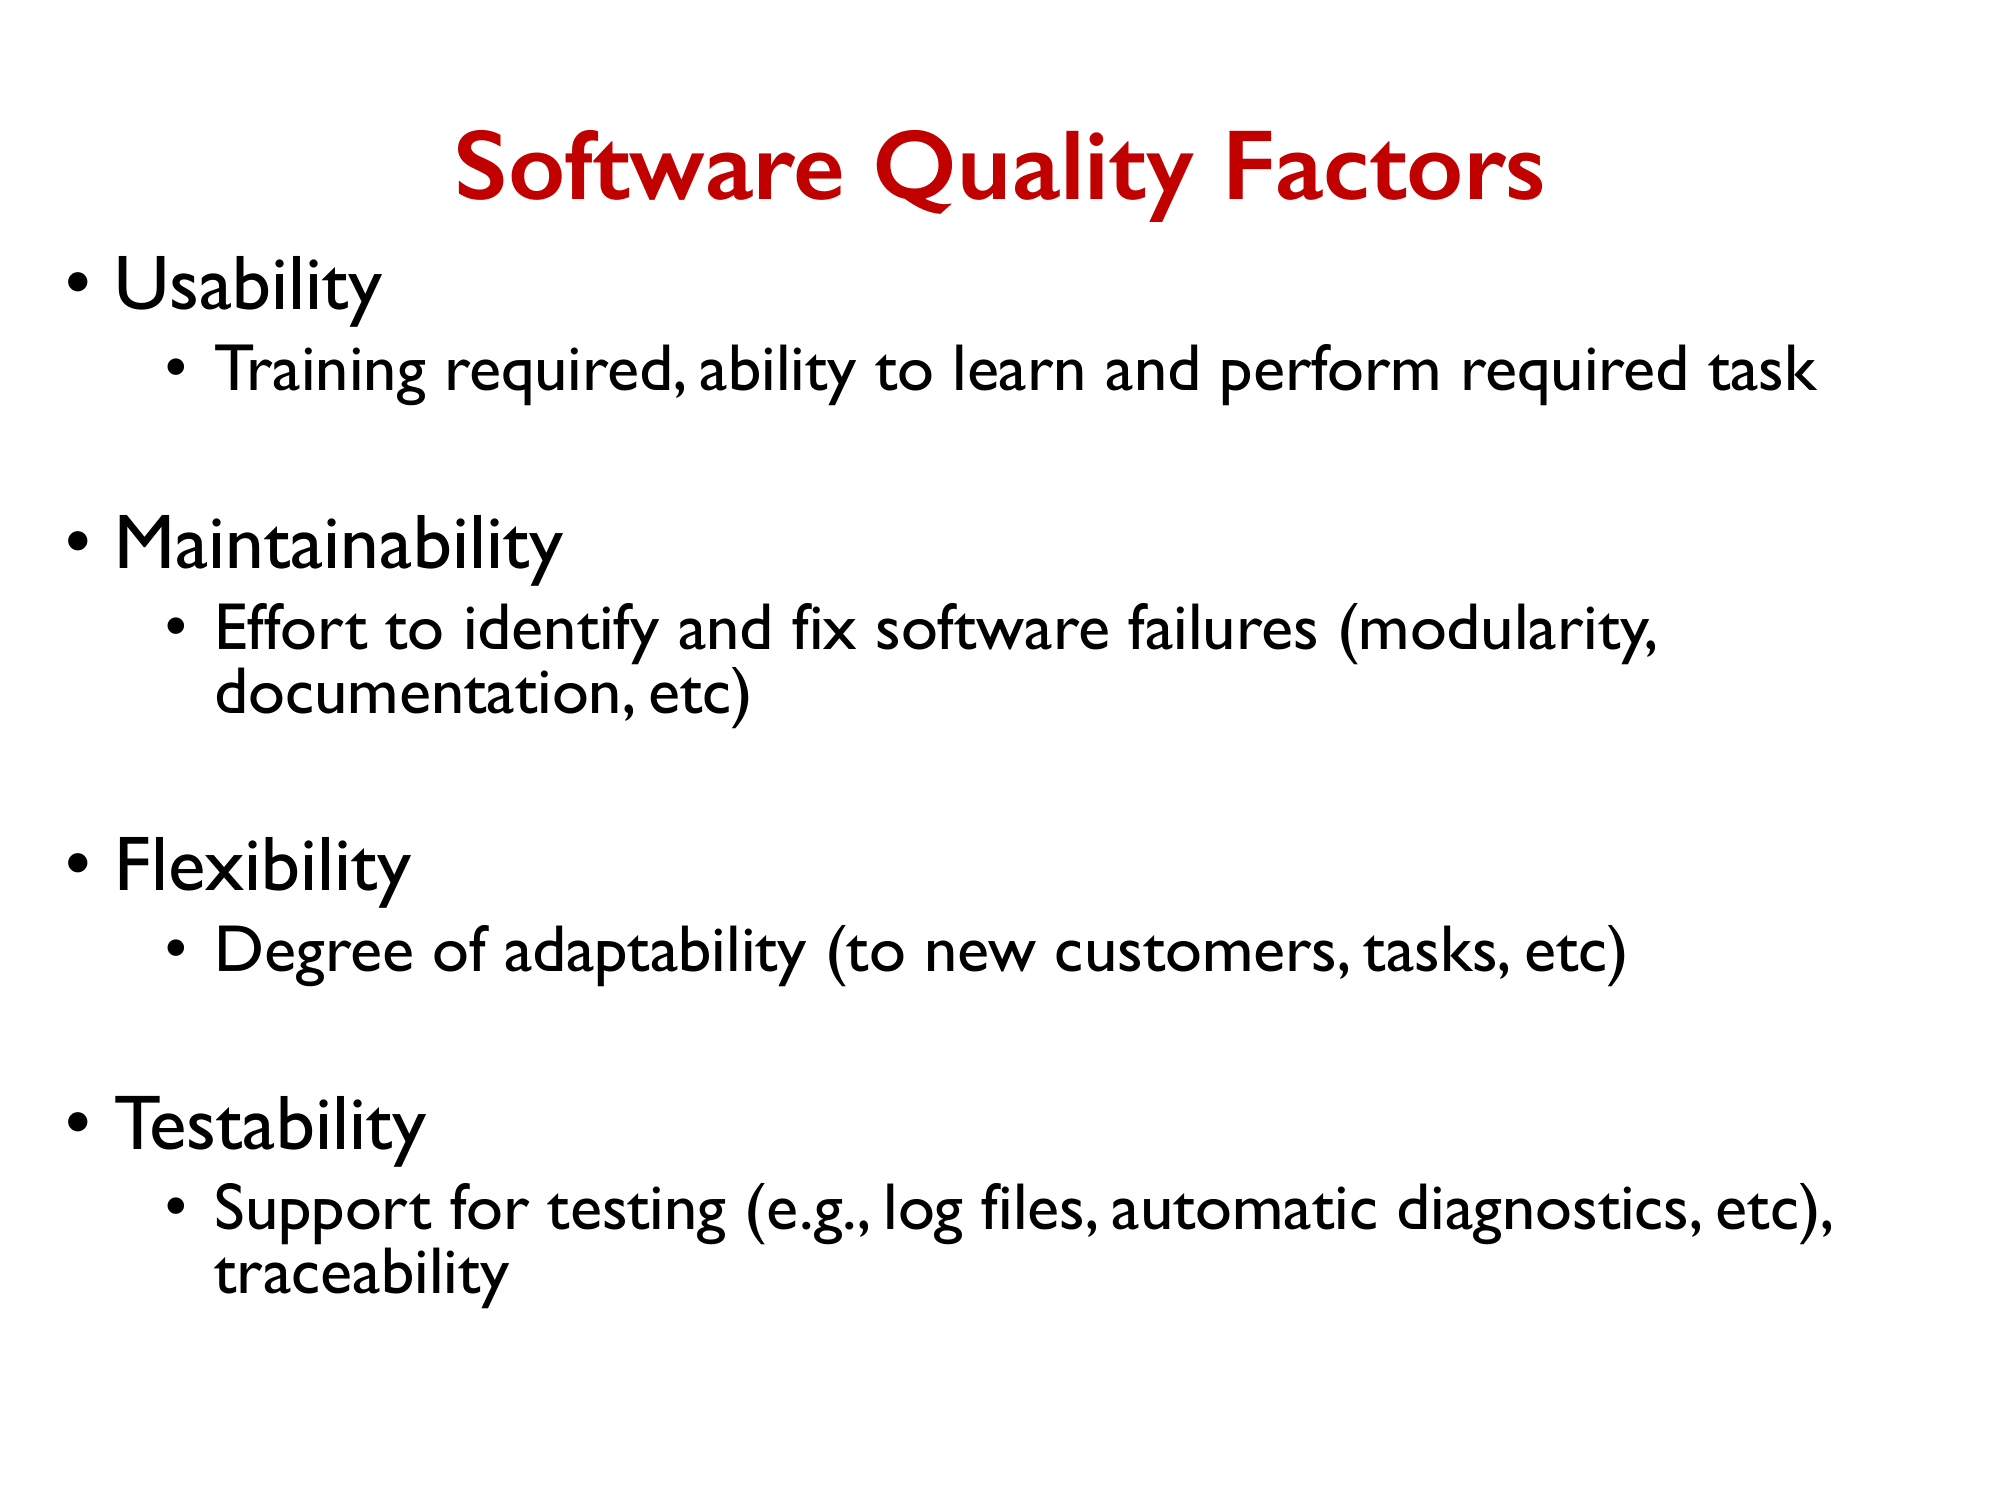 Software Quality Factors
• Usability
• Training required, ability to learn and perform required task
• Maintainability
• Effort to identify and fix software failures (modularity,
documentation, etc)
• Flexibility
• Degree of adaptability (to new customers, tasks, etc)
• Testability
• Support for testing (e.g., log files, automatic diagnostics, etc),
traceability